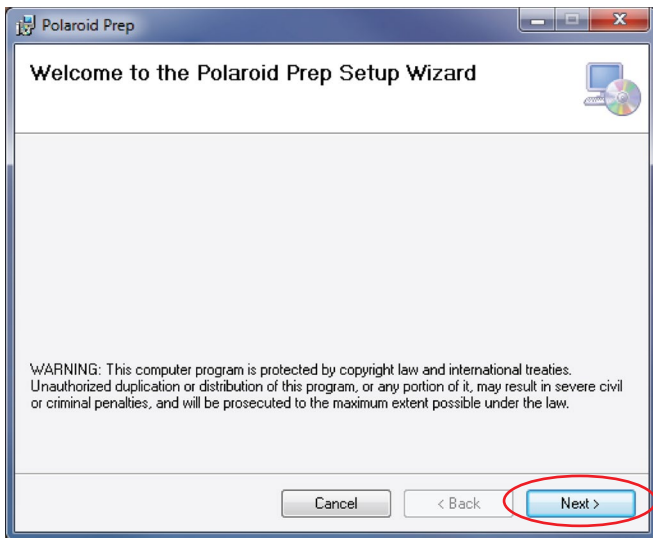 Polaroid Prep
Welcome to the Polaroid Prep Setup Wizard
WARNING: This computer program is protected by copyright law and international treaties.
Unauthorized duplication or distribution of this program, or any portion of it, may result in severe civil
or criminal penalties, and will be prosecuted to the maximum extent possible under the law.
Cancel < Back Next >